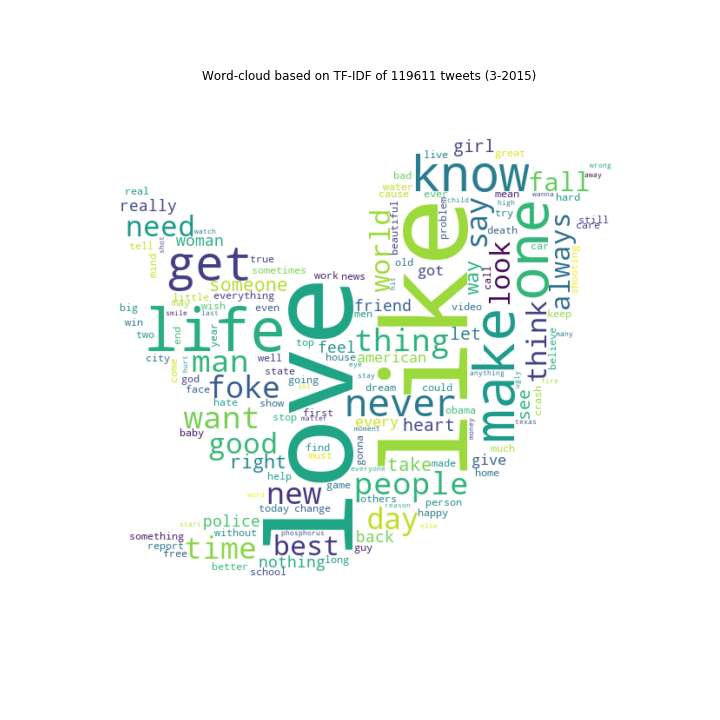 Word-cloud based on TF-IDF of 119611 tweets (3-2015)
girl
live
great
know
wrong
away
bad
fall
real
water
cause
ever
child
mean
wanna
hard
really
need
watch
woman
tell
shot
mind
get
true
someone
sometimes
world
beautiful
problem
like
say
high
try
death
one
always
still
care
car
old
got
way
call
look
shooting
work
news
hit
little
may
wish
everything
big
smile
last
even
men
friend
video
let
keep
win
life
two
end
year
love
top
feel
thing
make
think
believe
many
city
man
well
house
american
come
hurt
state
eye
god
face
foke
going
int
stay
dream
could
anything
ugly
fire
crash
see
hate
show
never
obama
want
first
matter
stop
every
moment
heart
money
texas
baby
good
find
gonna
much
right
must
everyone
take
made
give
home
help
word
new
game
people
person
others
reason
today
change
happy
start
police
day
else
something
without
phosphorus
back
report
time
best
guy
free
nothing
long
better
school